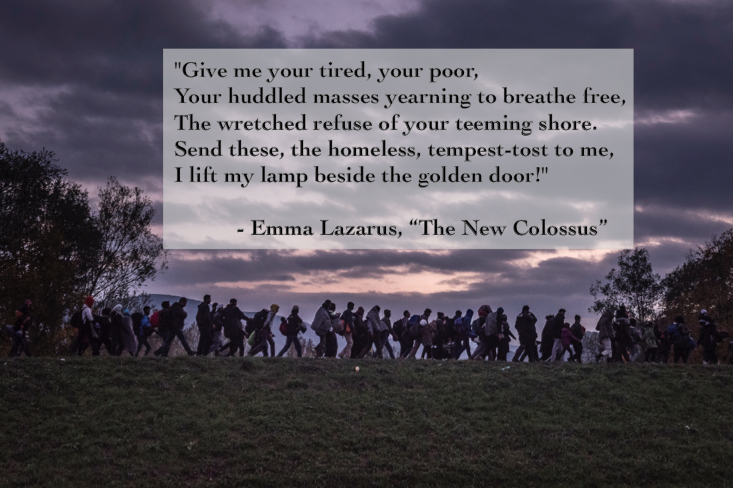 "Give me your tired, your poor,
Your huddled masses yearning to breathe free,
The wretched refuse of your teeming shore.
Send these, the homeless, tempest-tost to me,
I lift my lamp beside the golden door!"
- Emma Lazarus, “The New Colossus”